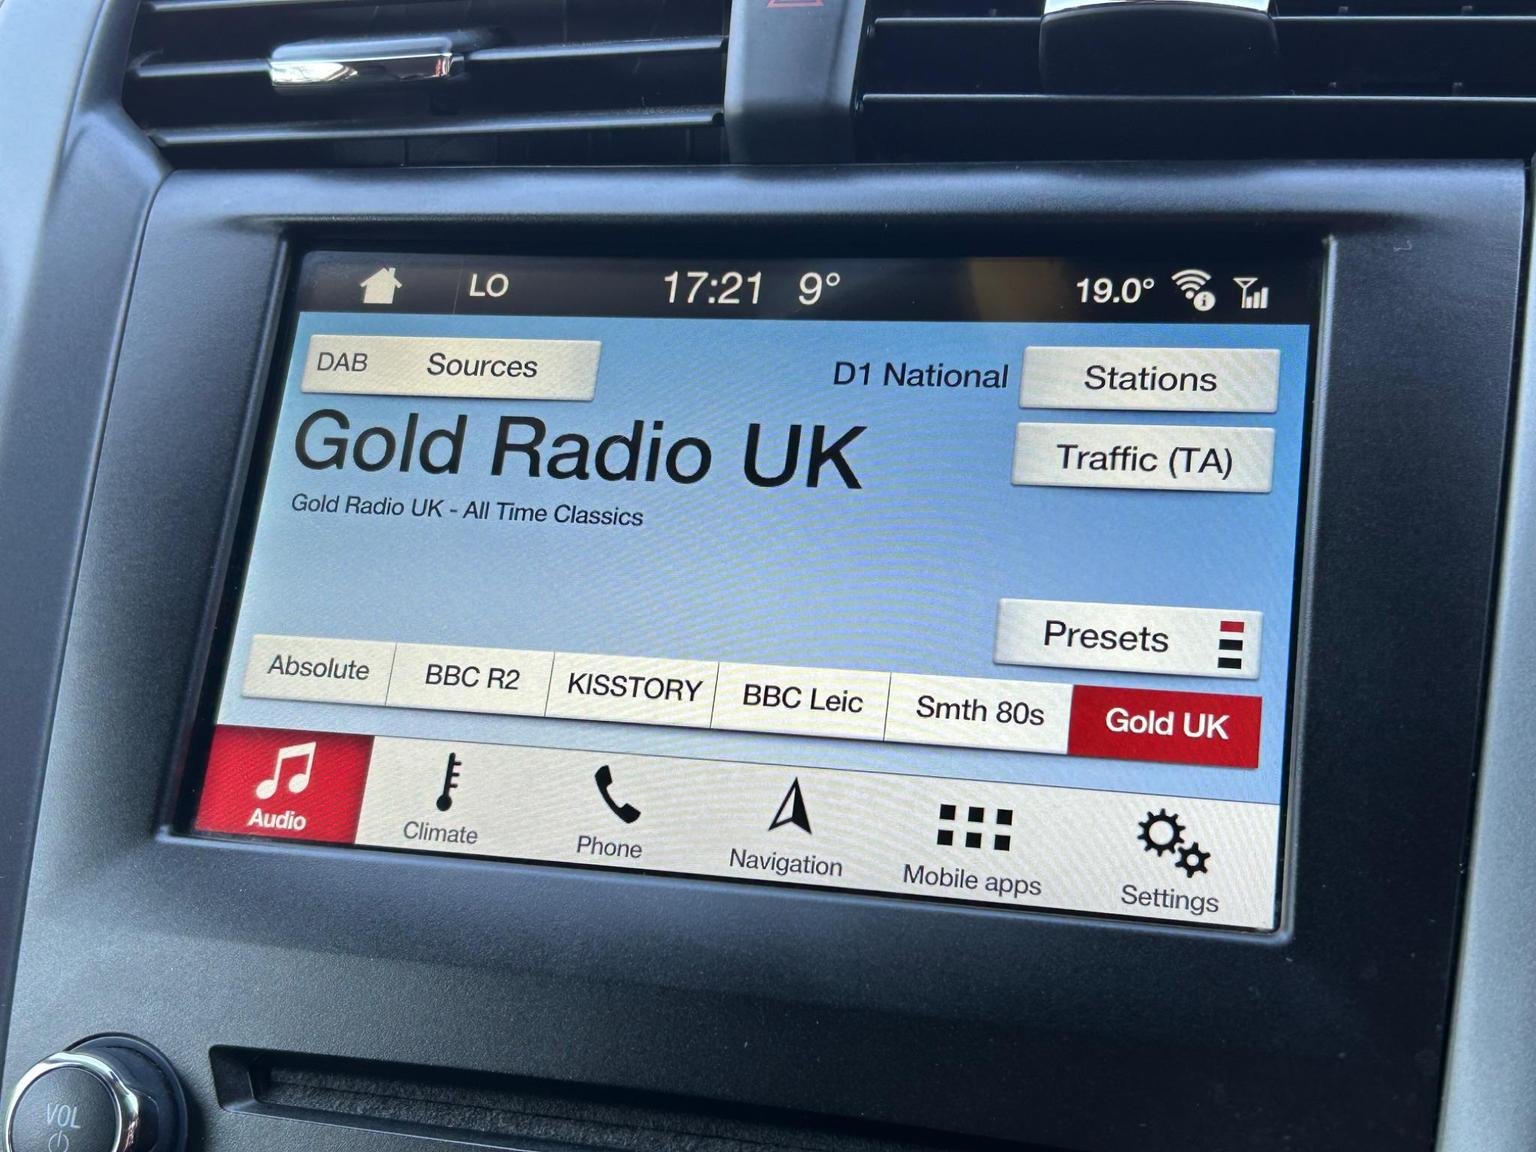 LO 17:21 9° 19.0°
DAB Sources D1 National Stations
Gold Radio UK
Traffic (TA)
Gold Radio UK - All Time Classics
Presets
Absolute BBC R2 KISSTORY BBC Leic Smth 80s Gold UK
Audio Climate Phone Navigation Mobile apps Settings
VOL